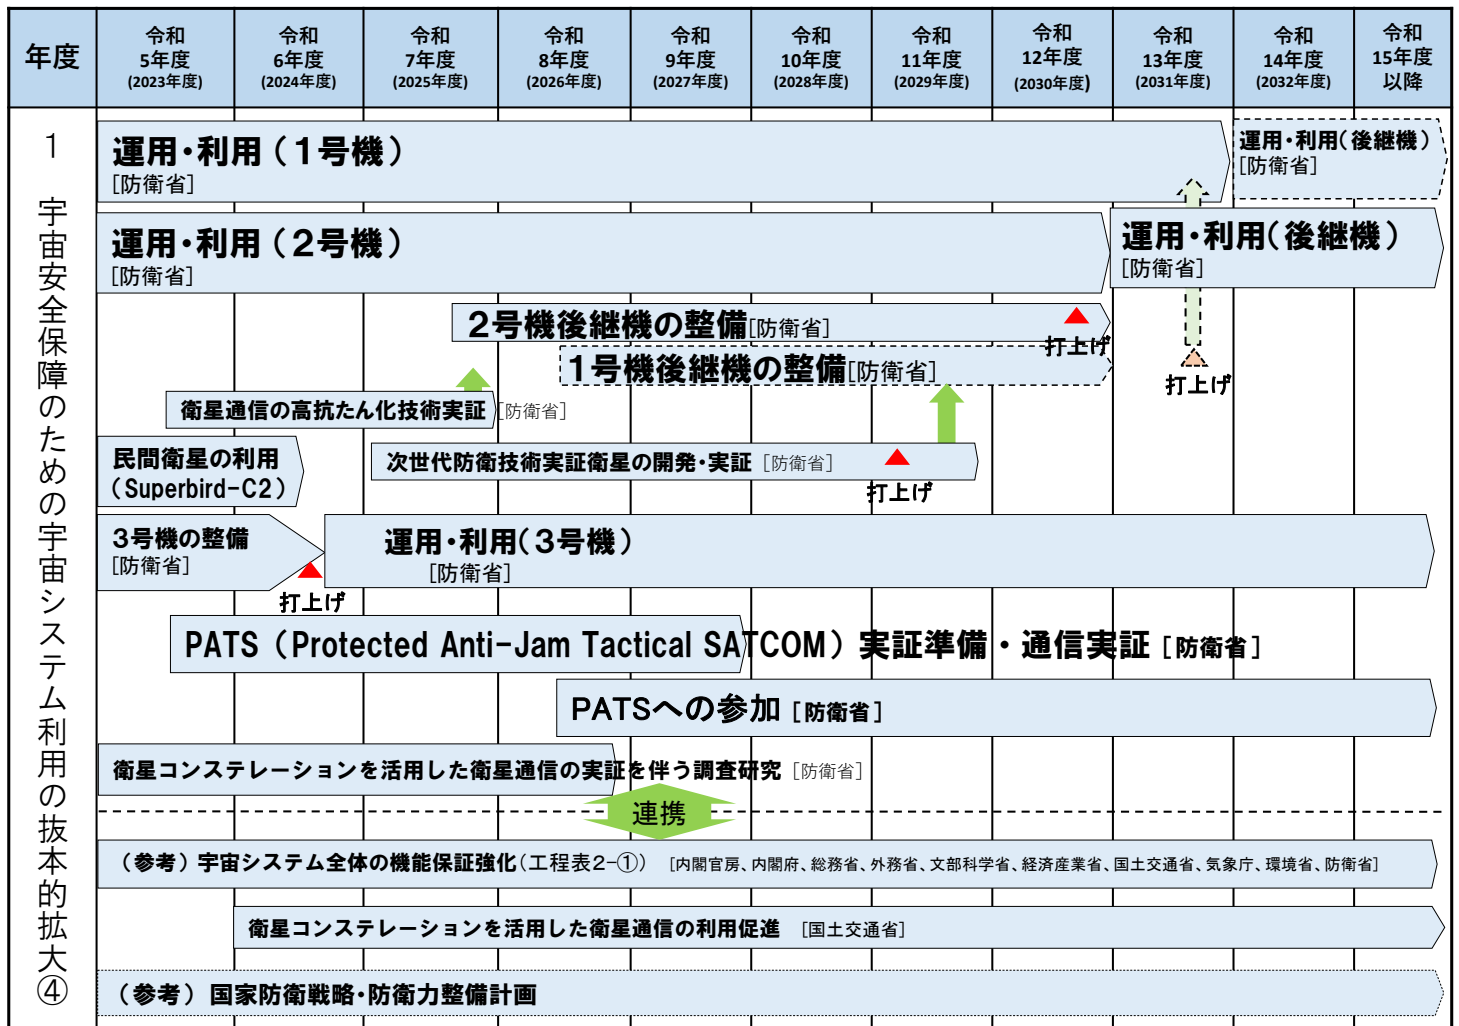 年度
令和
5年度
(2023年度)
令和
6年度
(2024年度)
令和
7年度
(2025年度)
令和
8年度
(2026年度)
令和
9年度
(2027年度)
令和
10年度
(2028年度)
令和
11年度
(2029年度)
令和
12年度
(2030年度)
令和
13年度
(2031年度)
令和
14年度
(2032年度)
令和
15年度
以降
1 宇宙安全保障のための宇宙システム利用の抜本的拡大④
運用・利用（１号機）
[防衛省]
運用・利用（後継機）
[防衛省]
運用・利用（２号機）
[防衛省]
運用・利用（後継機）
[防衛省]
２号機後継機の整備[防衛省]
打上げ
１号機後継機の整備[防衛省]
打上げ
衛星通信の高抗たん化技術実証 [防衛省]
民間衛星の利用
（Superbird-C2）
次世代防衛技術実証衛星の開発・実証 [防衛省]
打上げ
３号機の整備
[防衛省]
打上げ
運用・利用（３号機）
[防衛省]
PATS（Protected Anti-Jam Tactical SATCOM）実証準備・通信実証 [防衛省]
PATSへの参加 [防衛省]
衛星コンステレーションを活用した衛星通信の実証を伴う調査研究 [防衛省]
連携
（参考）宇宙システム全体の機能保証強化（工程表2-①） [内閣官房、内閣府、総務省、外務省、文部科学省、経済産業省、国土交通省、気象庁、環境省、防衛省]
衛星コンステレーションを活用した衛星通信の利用促進 [国土交通省]
（参考）国家防衛戦略・防衛力整備計画